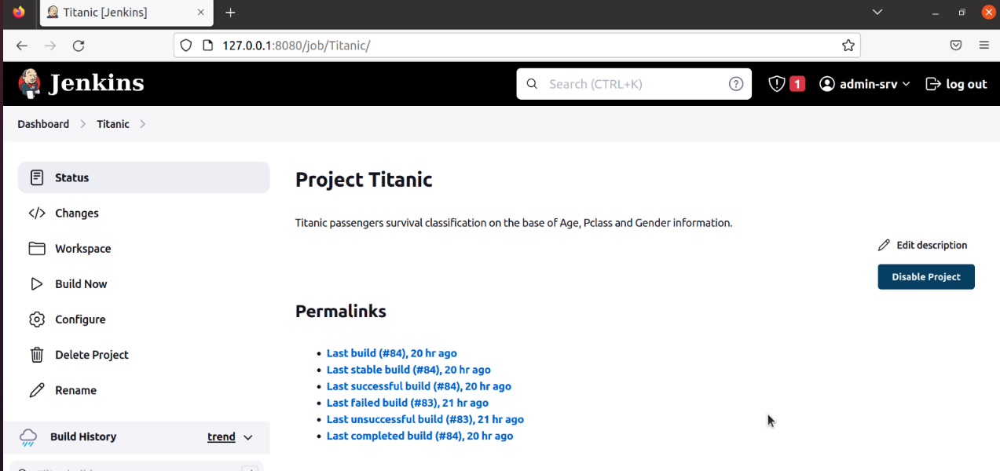 Titanic [Jenkins]
127.0.0.1:8080/job/Titanic/
Jenkins
Search (CTRL+K)
1
admin-srv
log out
Dashboard
Titanic
Status
Changes
Workspace
Build Now
Configure
Delete Project
Rename
Build History
trend
Project Titanic
Titanic passengers survival classification on the base of Age, Pclass and Gender information.
Edit description
Disable Project
Permalinks
Last build (#84), 20 hr ago
Last stable build (#84), 20 hr ago
Last successful build (#84), 20 hr ago
Last failed build (#83), 21 hr ago
Last unsuccessful build (#83), 21 hr ago
Last completed build (#84), 20 hr ago